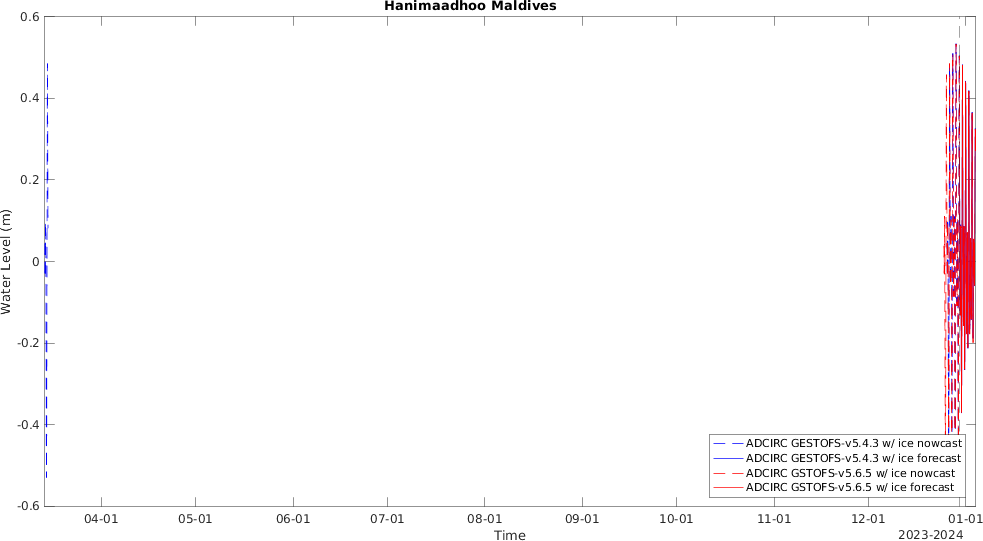 Hanimaadhoo Maldives
0.6
0.4
0.2
0
-0.2
-0.4
-0.6
Water Level (m)
ADCIRC GESTOFS-v5.4.3 w/ ice nowcast
ADCIRC GESTOFS-v5.4.3 w/ ice forecast
ADCIRC GSTOFS-v5.6.5 w/ ice nowcast
ADCIRC GSTOFS-v5.6.5 w/ ice forecast
04-01 05-01 06-01 07-01 08-01 09-01 10-01 11-01 12-01 01-01
Time
2023-2024